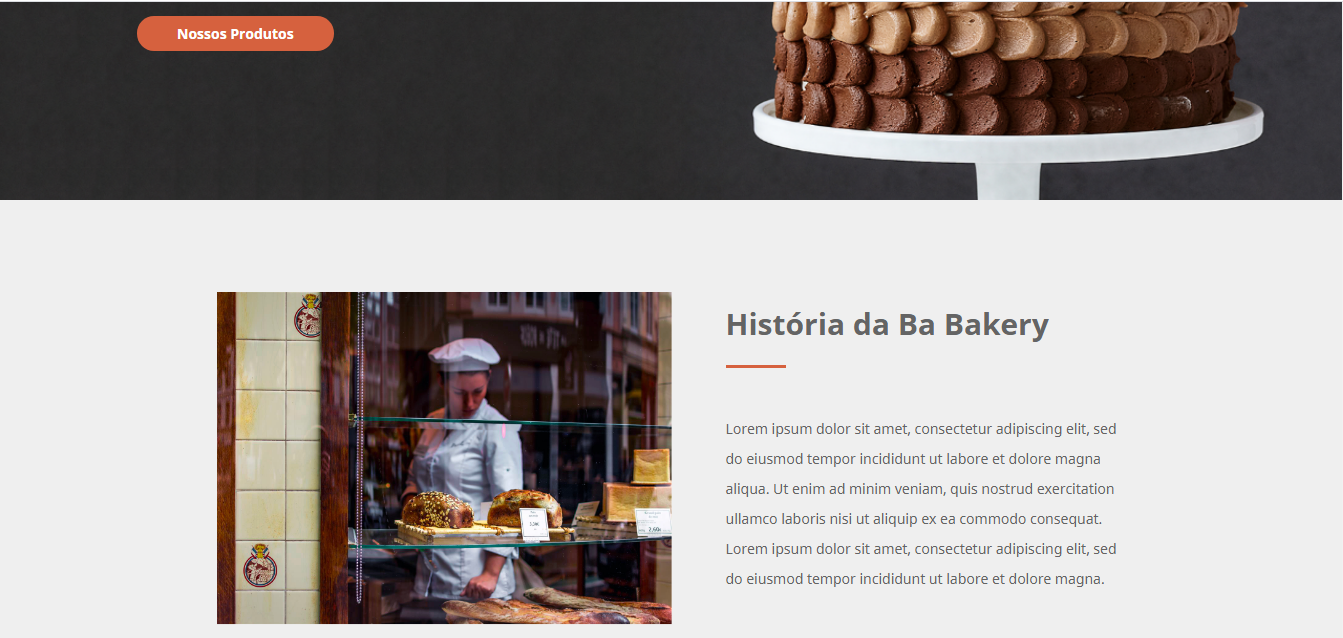 Nossos Produtos
História da Ba Bakery
Lorem ipsum dolor sit amet, consectetur adipiscing elit, sed
do eiusmod tempor incididunt ut labore et dolore magna
aliqua. Ut enim ad minim veniam, quis nostrud exercitation
ullamco laboris nisi ut aliquip ex ea commodo consequat.
Lorem ipsum dolor sit amet, consectetur adipiscing elit, sed
do eiusmod tempor incididunt ut labore et dolore magna.